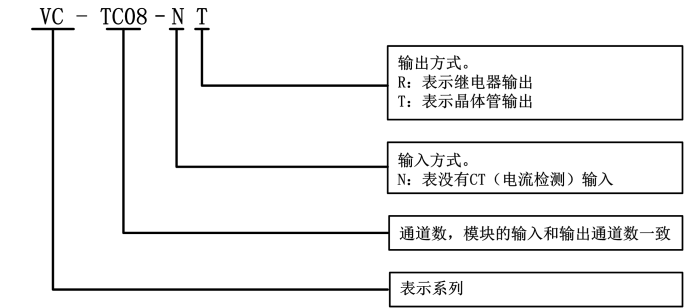 VC - TC08 - N T
输出方式。
R：表示继电器输出
T：表示晶体管输出
输入方式。
N：表没有CT（电流检测）输入
通道数，模块的输入和输出通道数一致
表示系列